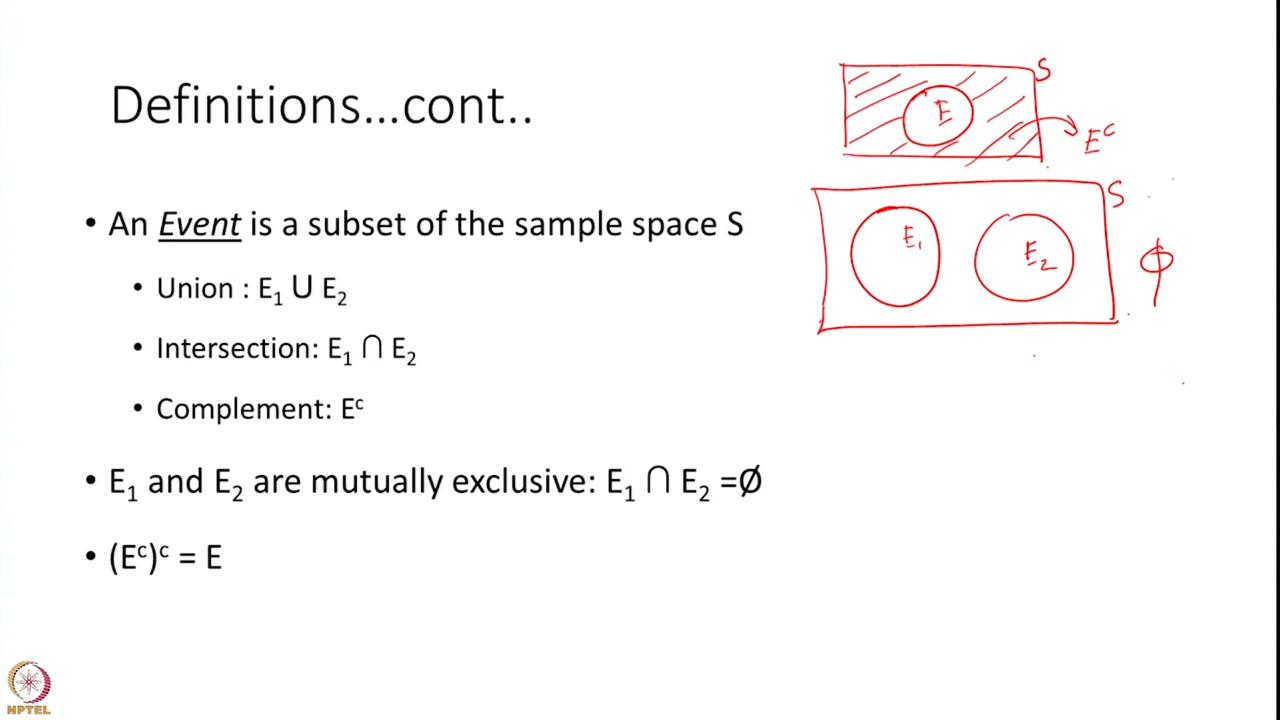 Definitions...cont..
• An Event is a subset of the sample space S
• Union : E₁ U E₂
• Intersection: E₁ ∩ E₂
• Complement: Eᶜ
• E₁ and E₂ are mutually exclusive: E₁ ∩ E₂ =Ø
• (Eᶜ)ᶜ = E
S
E
Eᶜ
S
E₁
E₂
ϕ
NPTEL